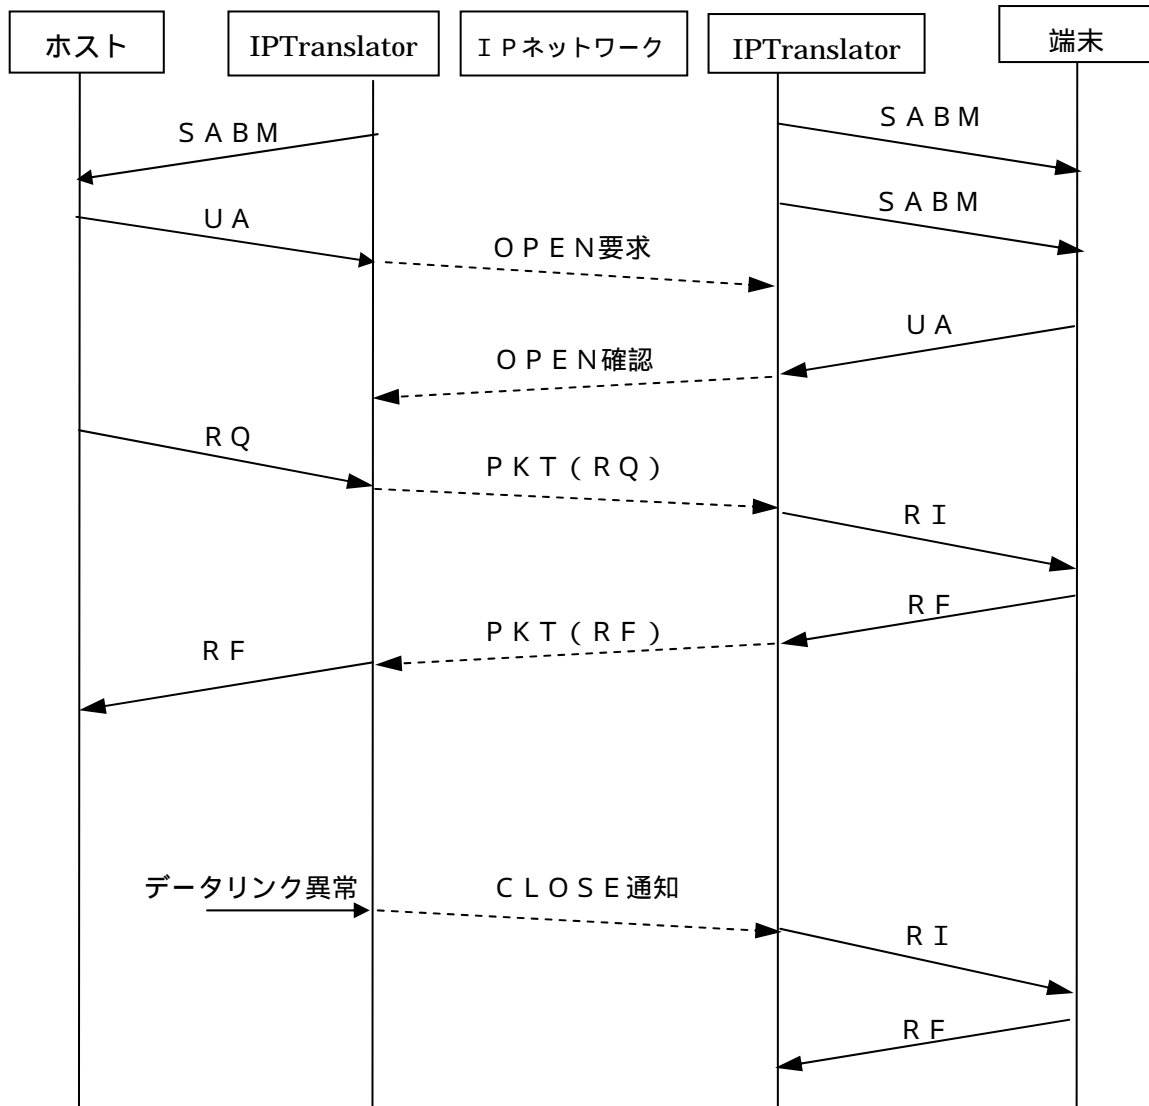 ホスト
IPTranslator
ＩＰネットワーク
IPTranslator
端末
ＳＡＢＭ
ＳＡＢＭ
ＳＡＢＭ
ＵＡ
ＯＰＥＮ要求
ＵＡ
ＯＰＥＮ確認
ＲＱ
ＰＫＴ（ＲＱ）
ＲＩ
ＲＦ
ＰＫＴ（ＲＦ）
ＲＦ
データリンク異常
ＣＬＯＳＥ通知
ＲＩ
ＲＦ